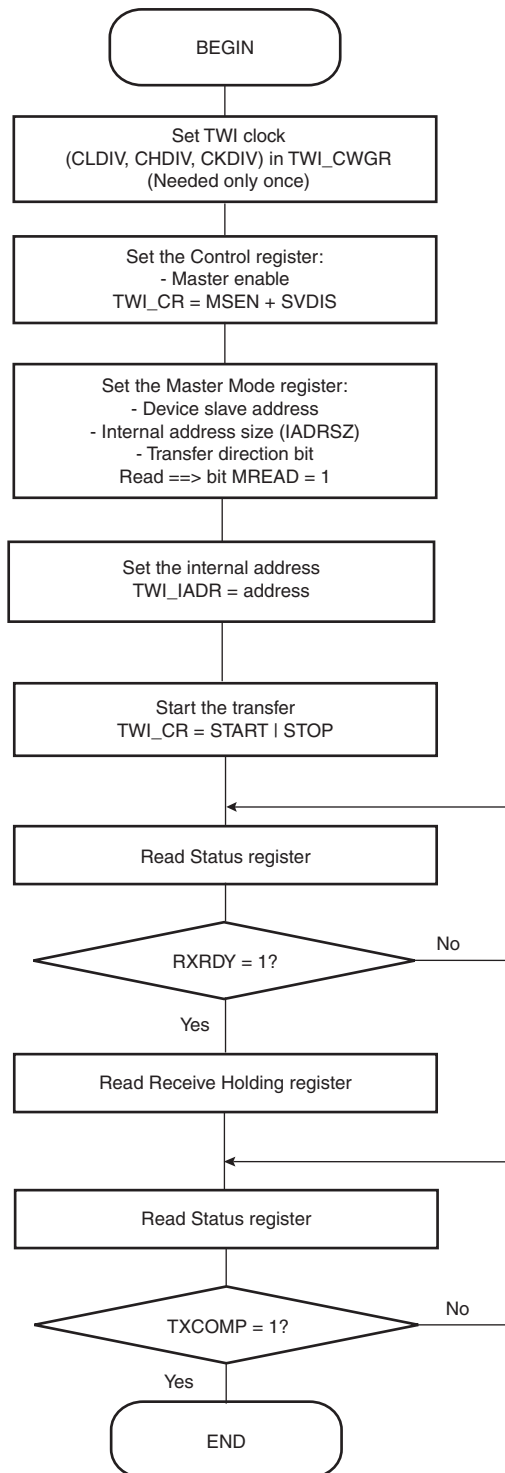 BEGIN
Set TWI clock
(CLDIV, CHDIV, CKDIV) in TWI_CWGR
(Needed only once)
Set the Control register:
- Master enable
TWI_CR = MSEN + SVDIS
Set the Master Mode register:
- Device slave address
- Internal address size (IADRSZ)
- Transfer direction bit
Read ==> bit MREAD = 1
Set the internal address
TWI_IADR = address
Start the transfer
TWI_CR = START | STOP
Read Status register
RXRDY = 1?
No
Yes
Read Receive Holding register
Read Status register
TXCOMP = 1?
No
Yes
END